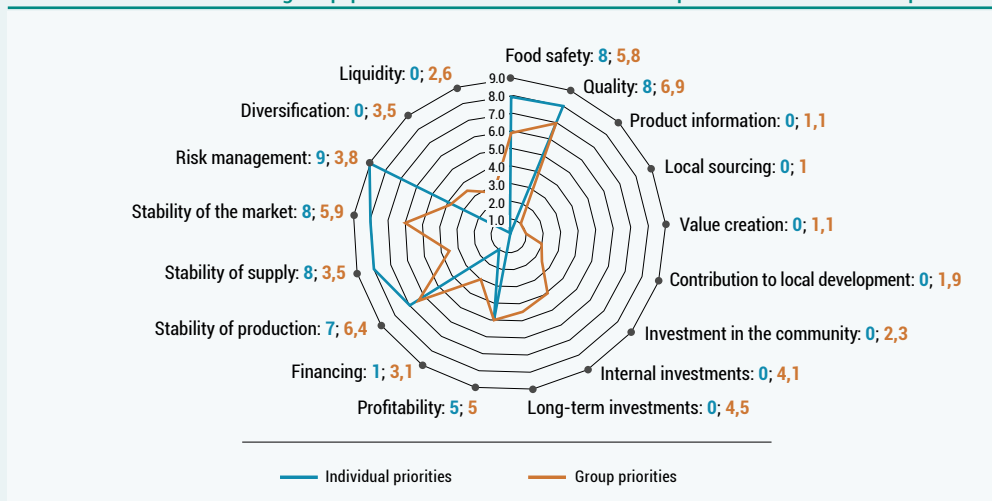 Food safety: 8; 5,8
Quality: 8; 6,9
Product information: 0; 1,1
Local sourcing: 0; 1
Value creation: 0; 1,1
Contribution to local development: 0; 1,9
Investment in the community: 0; 2,3
Internal investments: 0; 4,1
Long-term investments: 0; 4,5
Profitability: 5; 5
Financing: 1; 3,1
Stability of production: 7; 6,4
Stability of supply: 8; 3,5
Stability of the market: 8; 5,9
Risk management: 9; 3,8
Diversification: 0; 3,5
Liquidity: 0; 2,6
9.0
8.0
7.0
6.0
5.0
4.0
3.0
2.0
1.0
Individual priorities
Group priorities